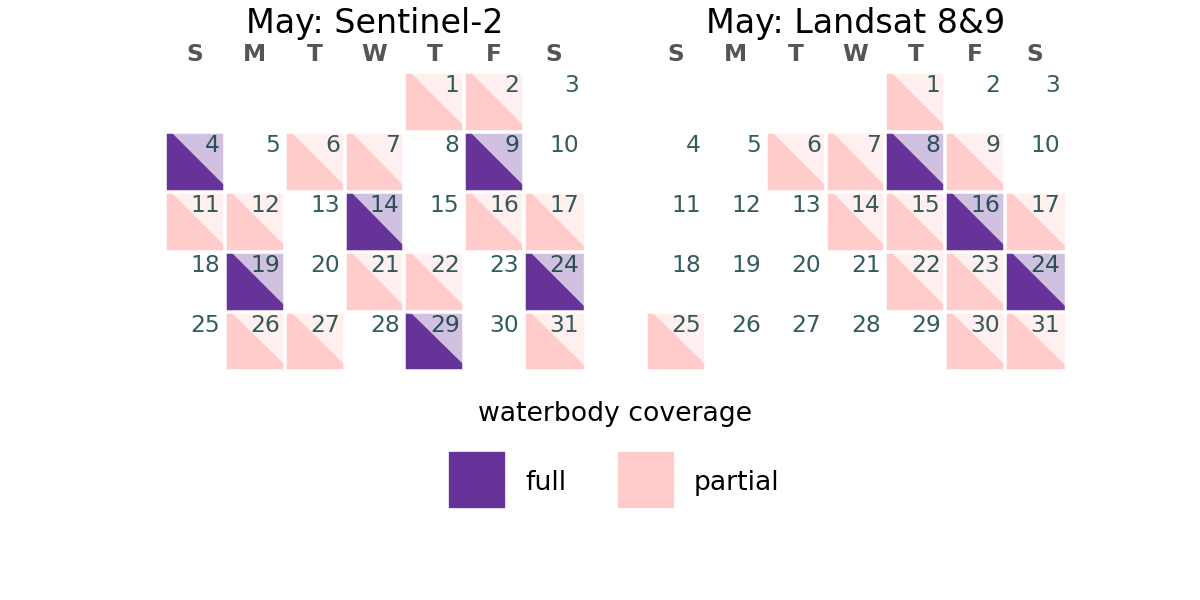 May: Sentinel-2
S M T W T F S
1 2 3
4 5 6 7 8 9 10
11 12 13 14 15 16 17
18 19 20 21 22 23 24
25 26 27 28 29 30 31
May: Landsat 8&9
S M T W T F S
1 2 3
4 5 6 7 8 9 10
11 12 13 14 15 16 17
18 19 20 21 22 23 24
25 26 27 28 29 30 31
waterbody coverage
full
partial